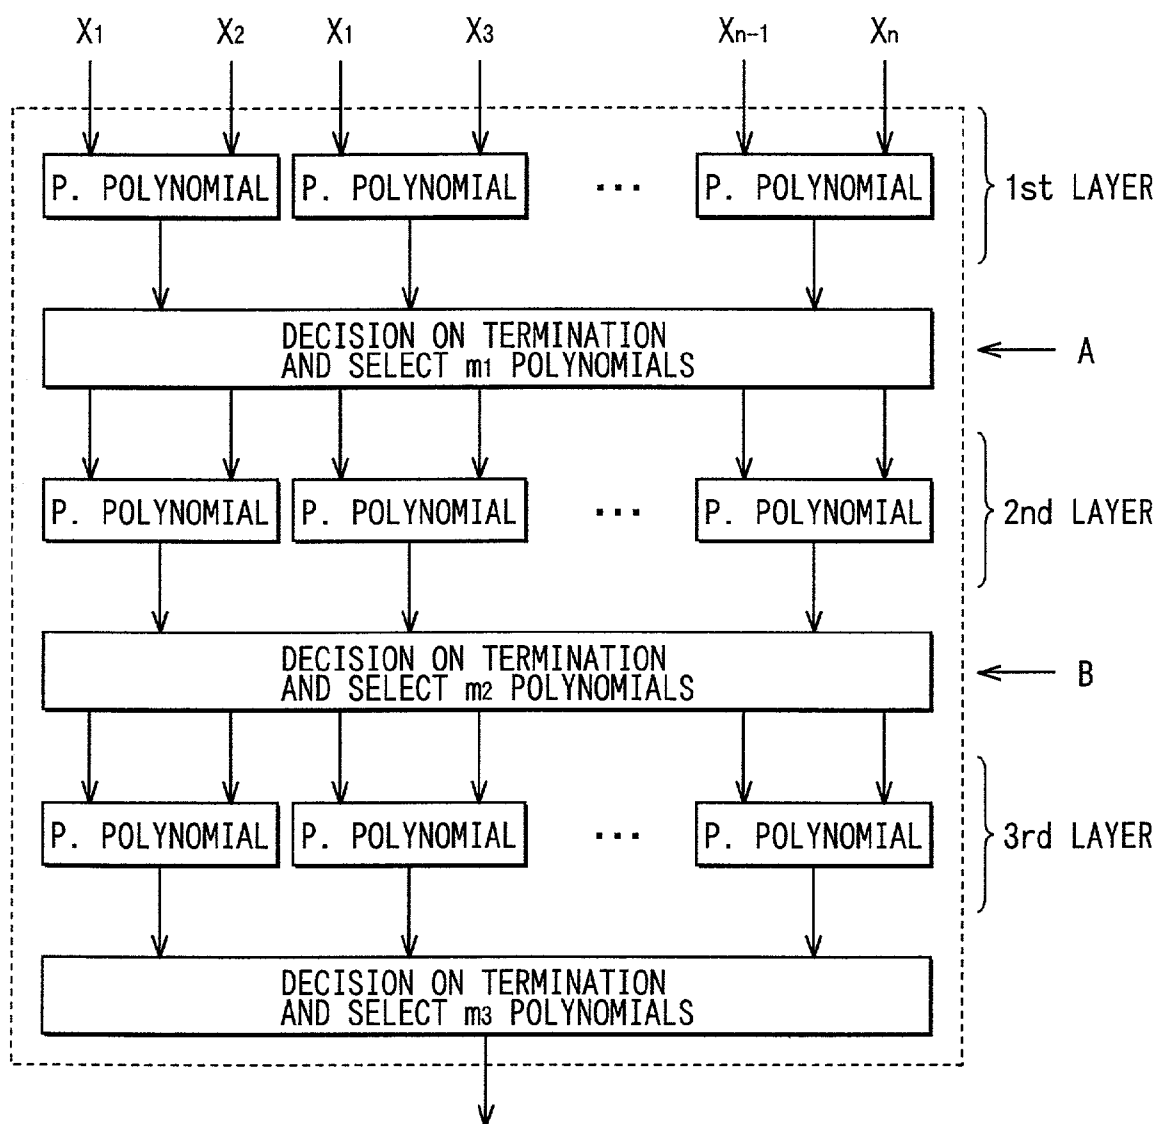 X1 X2 X1 X3 Xn-1 Xn
P. POLYNOMIAL P. POLYNOMIAL ... P. POLYNOMIAL 1st LAYER
DECISION ON TERMINATION
AND SELECT m1 POLYNOMIALS
A
P. POLYNOMIAL P. POLYNOMIAL ... P. POLYNOMIAL 2nd LAYER
DECISION ON TERMINATION
AND SELECT m2 POLYNOMIALS
B
P. POLYNOMIAL P. POLYNOMIAL ... P. POLYNOMIAL 3rd LAYER
DECISION ON TERMINATION
AND SELECT m3 POLYNOMIALS